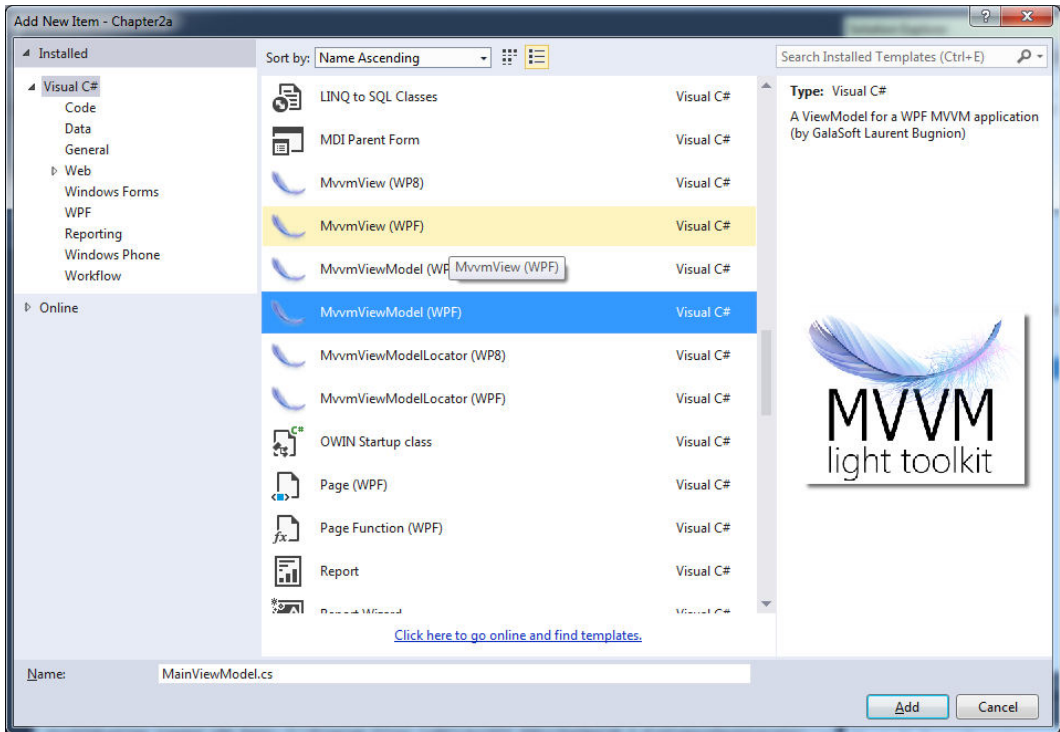 Add New Item - Chapter2a
Installed
Visual C#
Code
Data
General
Web
Windows Forms
WPF
Reporting
Windows Phone
Workflow
Online
Sort by: Name Ascending
LINQ to SQL Classes Visual C#
MDI Parent Form Visual C#
MvvmView (WP8) Visual C#
MvvmView (WPF) Visual C#
MvvmViewModel (WP Visual C#
MvvmView (WPF)
MvvmViewModel (WPF) Visual C#
MvvmViewModelLocator (WP8) Visual C#
MvvmViewModelLocator (WPF) Visual C#
OWIN Startup class Visual C#
Page (WPF) Visual C#
Page Function (WPF) Visual C#
Report Visual C#
Report Wizard Visual C#
Click here to go online and find templates.
Search Installed Templates (Ctrl+E)
Type: Visual C#
A ViewModel for a WPF MVVM application
(by GalaSoft Laurent Bugnion)
MVVM
light toolkit
Name: MainViewModel.cs
Add Cancel